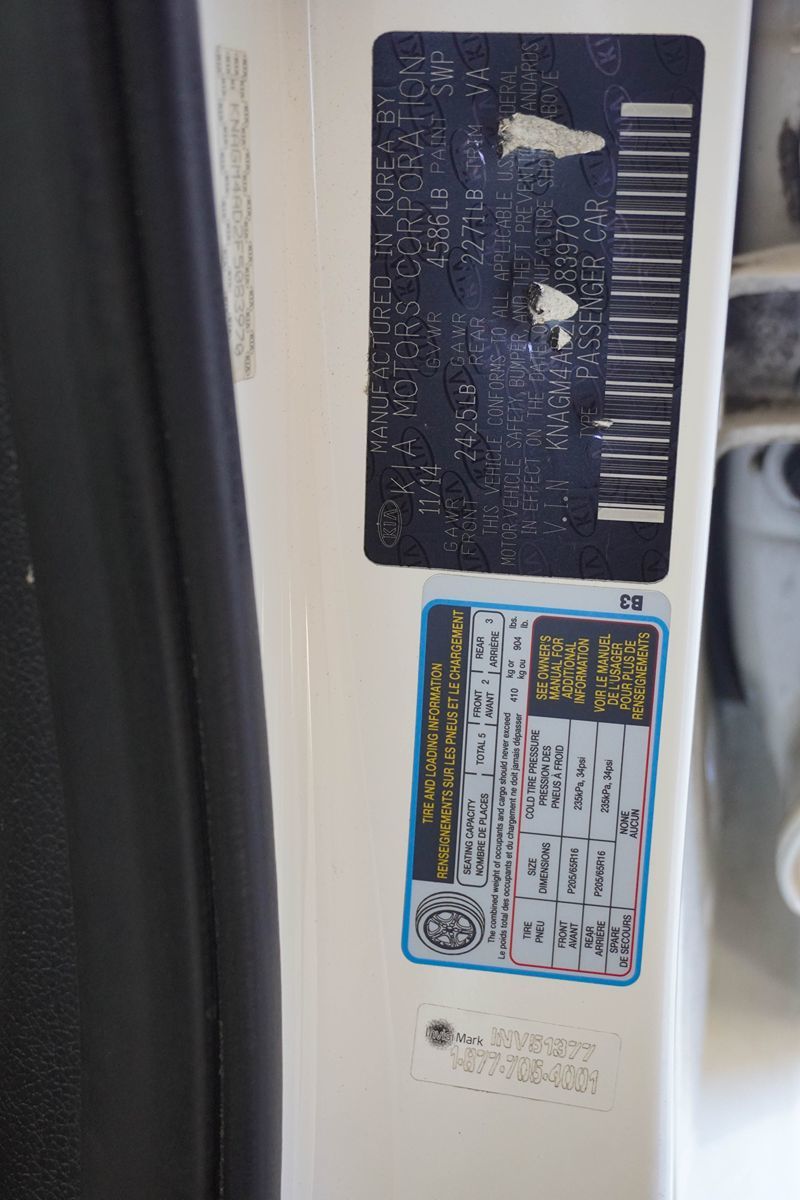 MANUFACTURED IN KOREA BY
KIA KIA MOTORS CORPORATION
11/14 GVWR 4586LB PAINT SWP
GAWR FRONT 2425LB GAWR REAR 2271LB TRIM VA
THIS VEHICLE CONFORMS TO ALL APPLICABLE
MOTOR VEHICLE SAFETY, BUMPER, AND THEFT
IN EFFECT ON THE DATE ABOVE
V.I.N KNAGM4A 083970
TYPE PASSENGER CAR
B3
TIRE AND LOADING INFORMATION
RENSEIGNEMENTS SUR LES PNEUS ET LE CHARGEMENT
SEATING CAPACITY TOTAL 5 FRONT 2 REAR 3
NOMBRE DE PLACES AVANT ARRIÈRE
The combined weight of occupants and cargo should never exceed 410 kg or lbs.
Le poids total des occupants et du chargement ne doit jamais dépasser kg ou 904 lb.
TIRE SIZE COLD TIRE PRESSURE
PNEU DIMENSIONS PRESSION DES PNEUS À FROID
FRONT AVANT P205/65R16 235kPa, 34psi
REAR ARRIÈRE P205/65R16 235kPa, 34psi
SPARE DE SECOURS NONE AUCUN
SEE OWNER'S
MANUAL FOR
ADDITIONAL
INFORMATION
VOIR LE MANUEL
DE L'USAGER
POUR PLUS DE
RENSEIGNEMENTS
Mark INV51377
1-877-705-4001
KNAGM4AD2F5083970